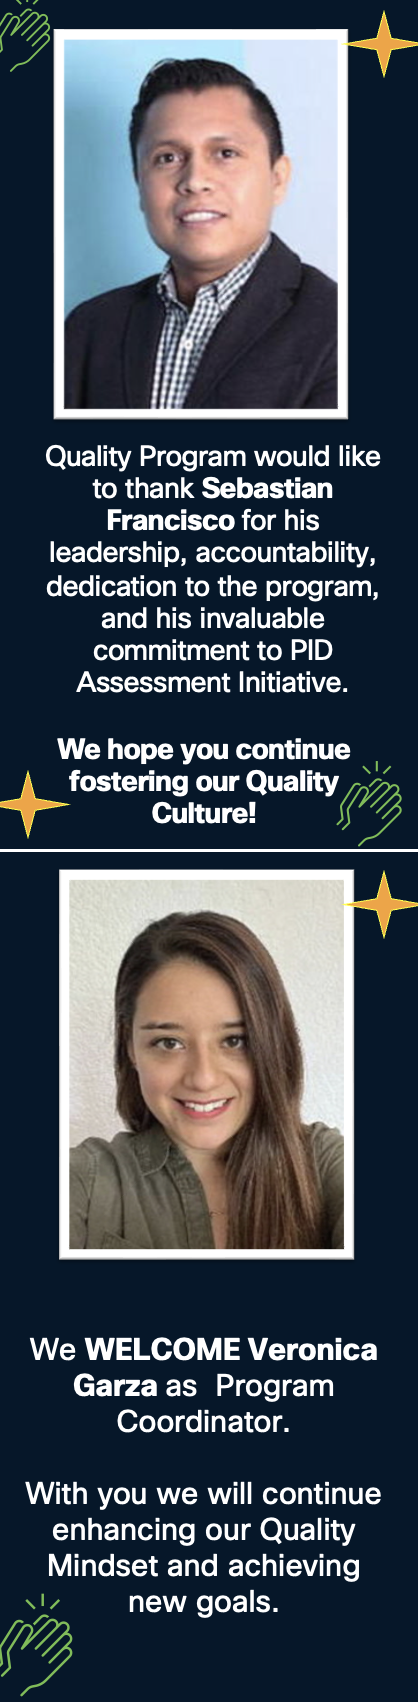 Quality Program would like
to thank Sebastian
Francisco for his
leadership, accountability,
dedication to the program,
and his invaluable
commitment to PID
Assessment Initiative.
We hope you continue
fostering our Quality
Culture!
We WELCOME Veronica
Garza as  Program
Coordinator.
With you we will continue
enhancing our Quality
Mindset and achieving
new goals.